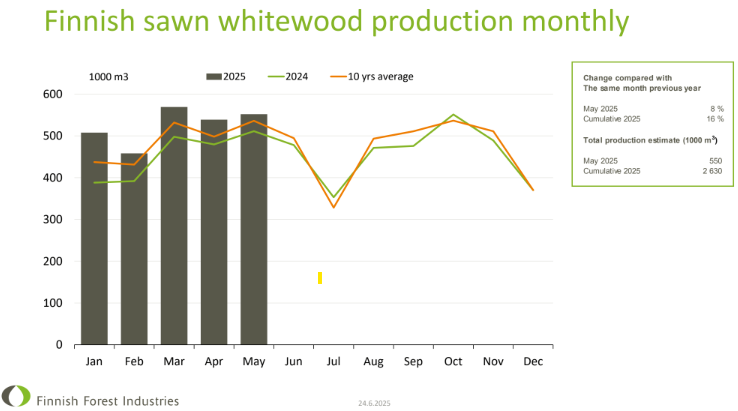 Finnish sawn whitewood production monthly
1000 m3
2025
2024
10 yrs average
600
500
400
300
200
100
0
Jan Feb Mar Apr May Jun Jul Aug Sep Oct Nov Dec
Change compared with
The same month previous year
May 2025 8 %
Cumulative 2025 16 %
Total production estimate (1000 m³)
May 2025 550
Cumulative 2025 2 630
Finnish Forest Industries
24.6.2025